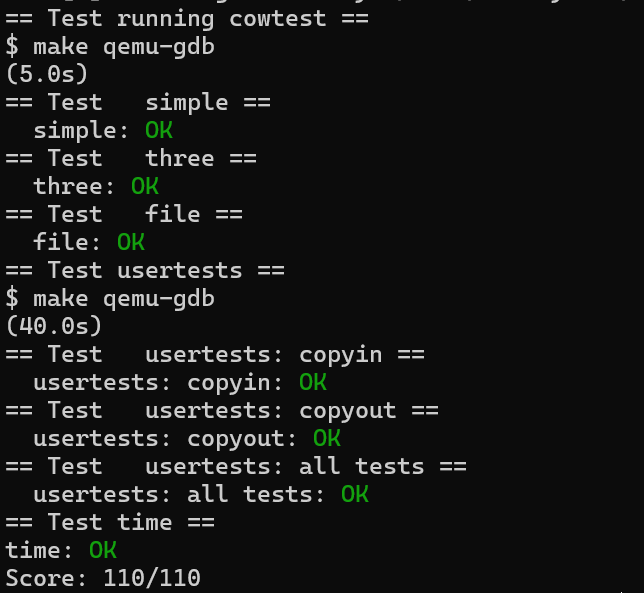 == Test running cowtest ==
$ make qemu-gdb
(5.0s)
== Test   simple ==
  simple: OK
== Test   three ==
  three: OK
== Test   file ==
  file: OK
== Test usertests ==
$ make qemu-gdb
(40.0s)
== Test   usertests: copyin ==
  usertests: copyin: OK
== Test   usertests: copyout ==
  usertests: copyout: OK
== Test   usertests: all tests ==
  usertests: all tests: OK
== Test time ==
time: OK
Score: 110/110